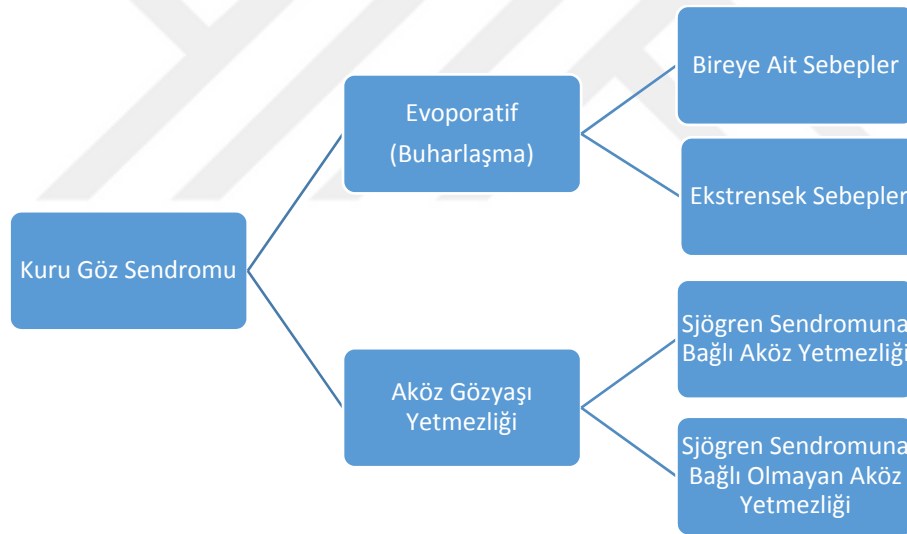 Kuru Göz Sendromu
Evoporatif
(Buharlaşma)
Bireye Ait Sebepler
Ekstrensek Sebepler
Aköz Gözyaşı
Yetmezliği
Sjögren Sendromuna
Bağlı Aköz Yetmezliği
Sjögren Sendromuna
Bağlı Olmayan Aköz
Yetmezliği